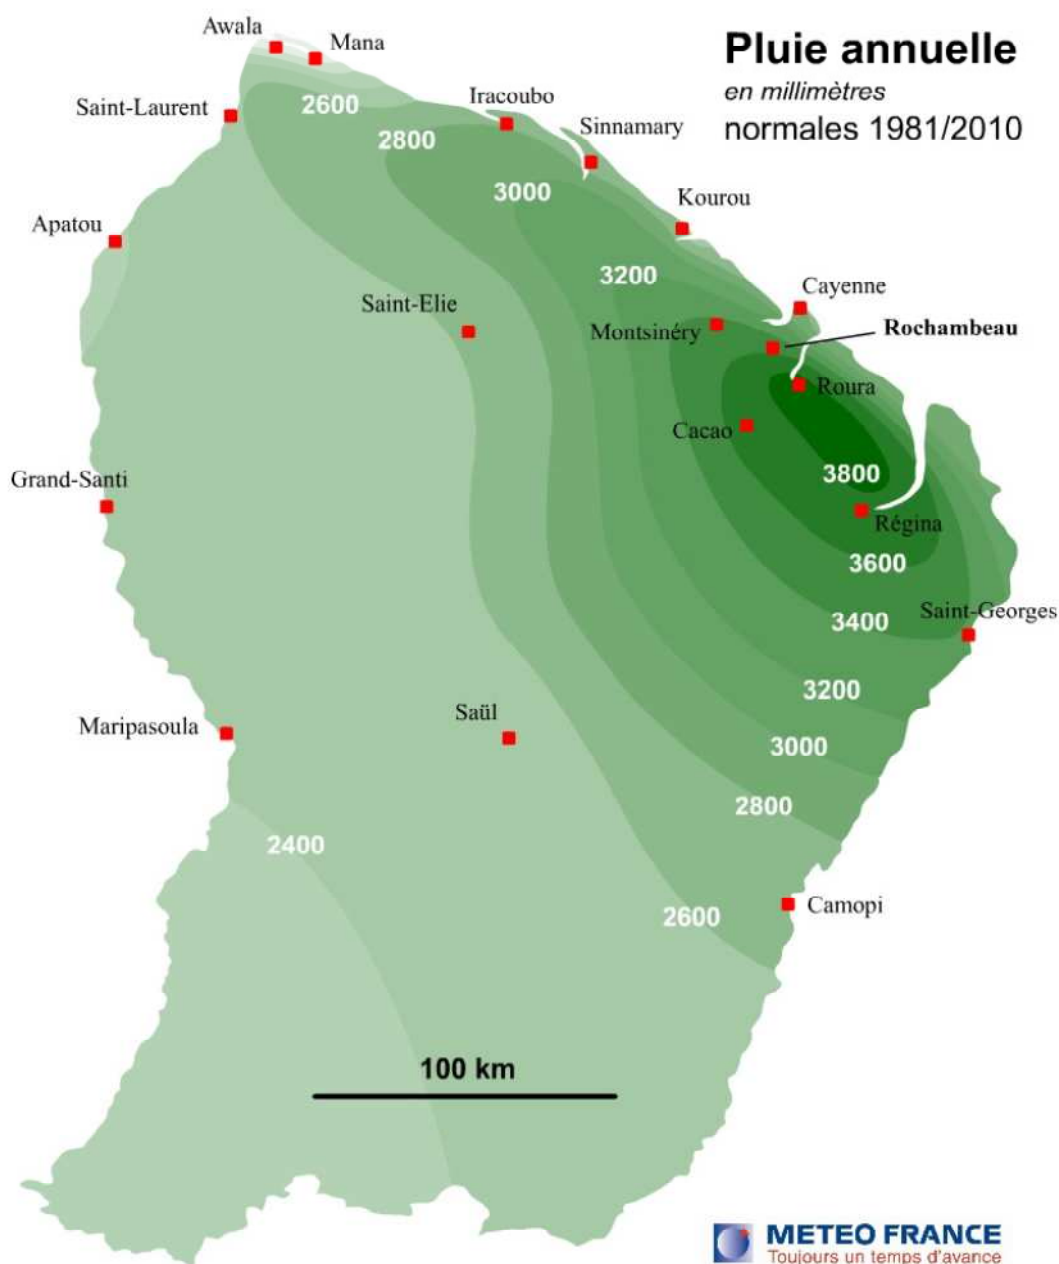 Pluie annuelle
en millimètres
normales 1981/2010
Awala
Mana
Saint-Laurent
2600
Iracoubo
2800
Sinnamary
3000
Kourou
Apatou
3200
Cayenne
Saint-Elie
Montsinéry
Rochambeau
Roura
Cacao
3800
Grand-Santi
Régina
3600
3400
Saint-Georges
3200
Saül
Maripasoula
3000
2800
2400
Camopi
2600
100 km
METEO FRANCE
Toujours un temps d'avance